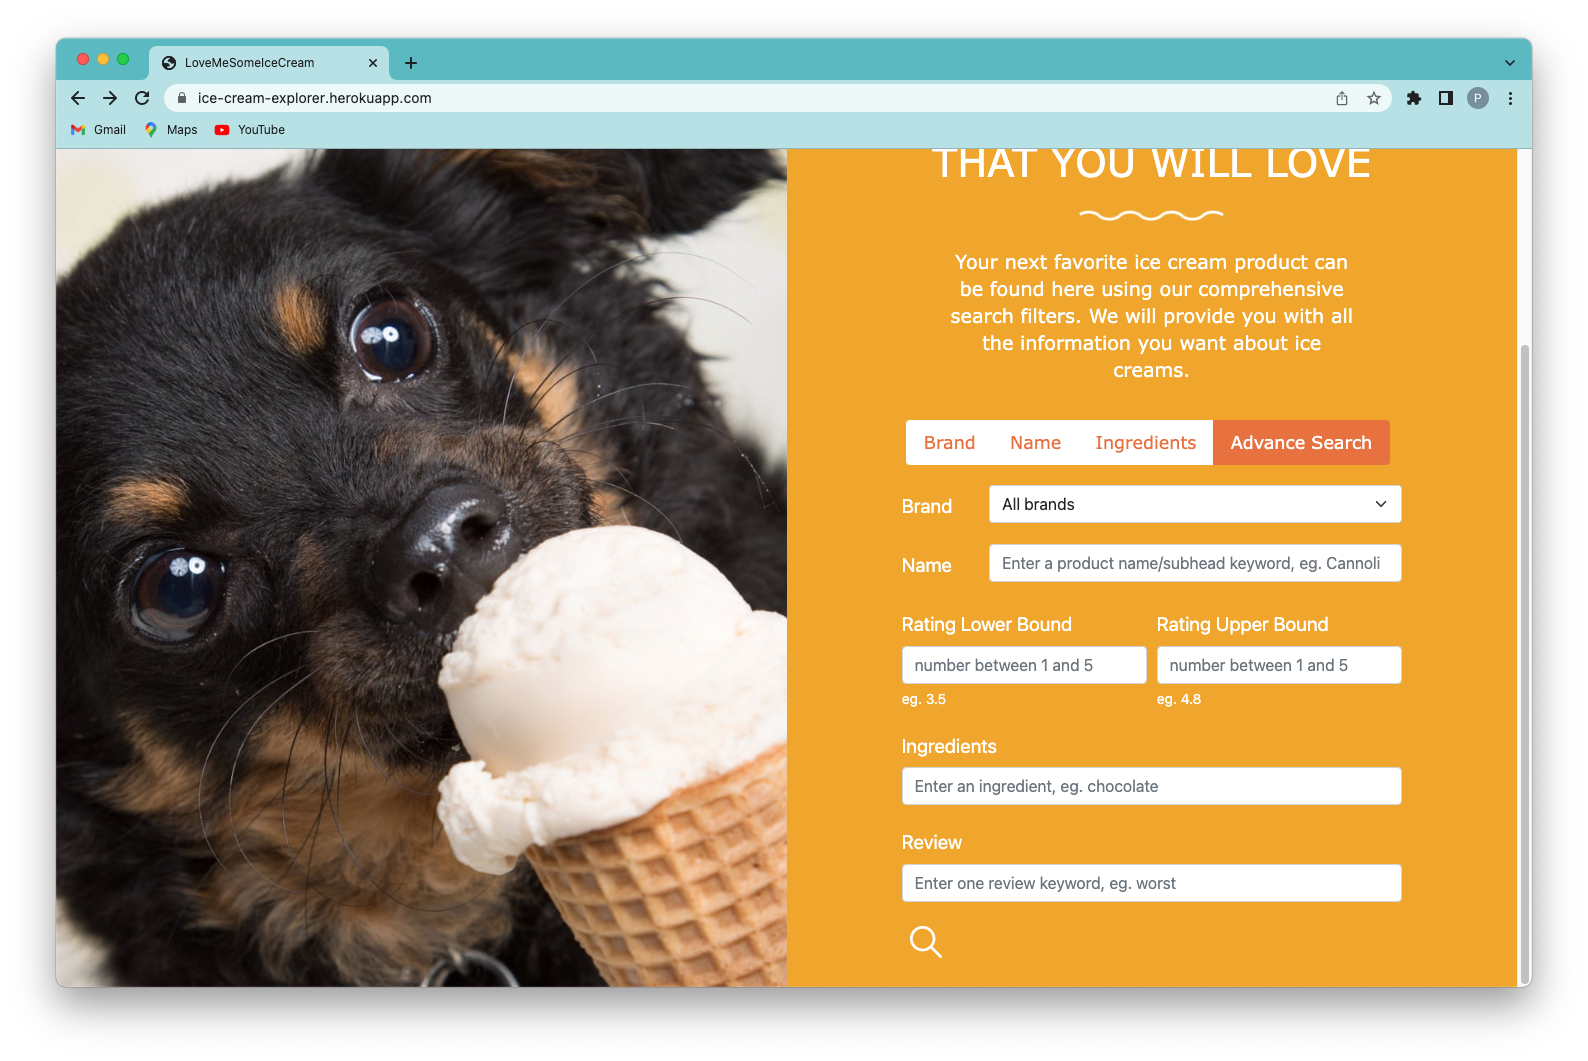 LoveMeSomeIceCream
ice-cream-explorer.herokuapp.com
P
Gmail Maps YouTube
THAT YOU WILL LOVE
Your next favorite ice cream product can
be found here using our comprehensive
search filters. We will provide you with all
the information you want about ice
creams.
Brand Name Ingredients Advance Search
Brand All brands
Name Enter a product name/subhead keyword, eg. Cannoli
Rating Lower Bound Rating Upper Bound
number between 1 and 5 number between 1 and 5
eg. 3.5 eg. 4.8
Ingredients
Enter an ingredient, eg. chocolate
Review
Enter one review keyword, eg. worst